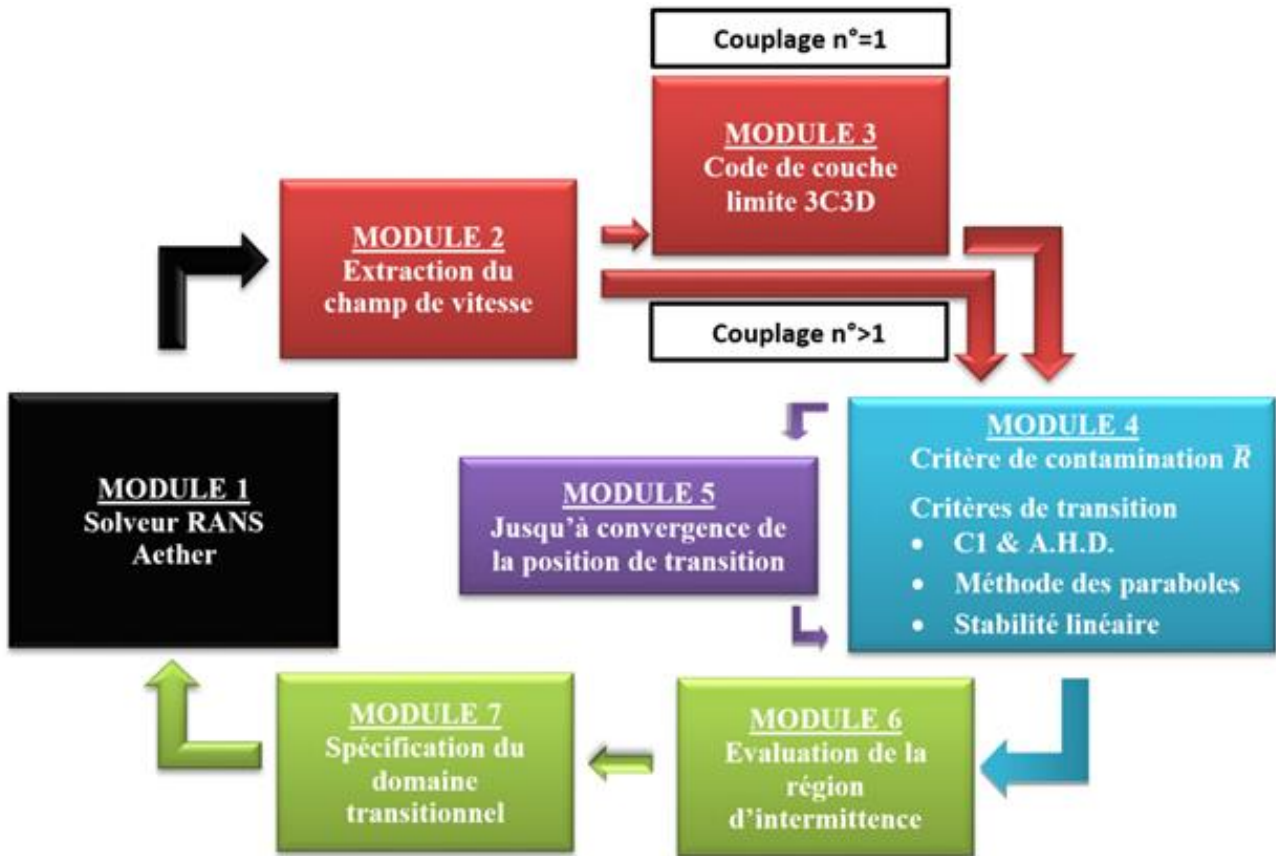 Couplage n°=1
MODULE 3
Code de couche
limite 3C3D
MODULE 2
Extraction du
champ de vitesse
Couplage n°>1
MODULE 1
Solveur RANS
Aether
MODULE 5
Jusqu'à convergence de
la position de transition
MODULE 4
Critère de contamination R̅
Critères de transition
• C1 & A.H.D.
• Méthode des paraboles
• Stabilité linéaire
MODULE 7
Spécification du
domaine
transitionnel
MODULE 6
Evaluation de la
région
d'intermittence